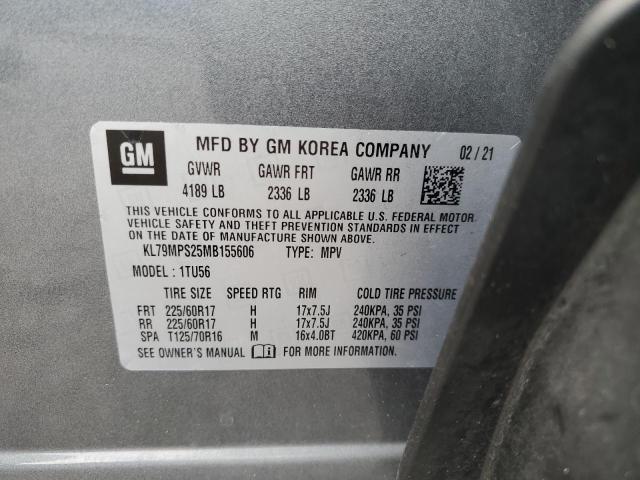 GM MFD BY GM KOREA COMPANY 02 / 21
GVWR GAWR FRT GAWR RR
4189 LB 2336 LB 2336 LB
THIS VEHICLE CONFORMS TO ALL APPLICABLE U.S. FEDERAL MOTOR
VEHICLE SAFETY AND THEFT PREVENTION STANDARDS IN
EFFECT ON THE DATE OF MANUFACTURE SHOWN ABOVE.
KL79MPS25MB155606 TYPE: MPV
MODEL : 1TU56
TIRE SIZE SPEED RTG RIM COLD TIRE PRESSURE
FRT 225/60R17 H 17x7.5J 240KPA, 35 PSI
RR 225/60R17 H 17x7.5J 240KPA, 35 PSI
SPA T125/70R16 M 16x4.0BT 420KPA, 60 PSI
SEE OWNER'S MANUAL FOR MORE INFORMATION.